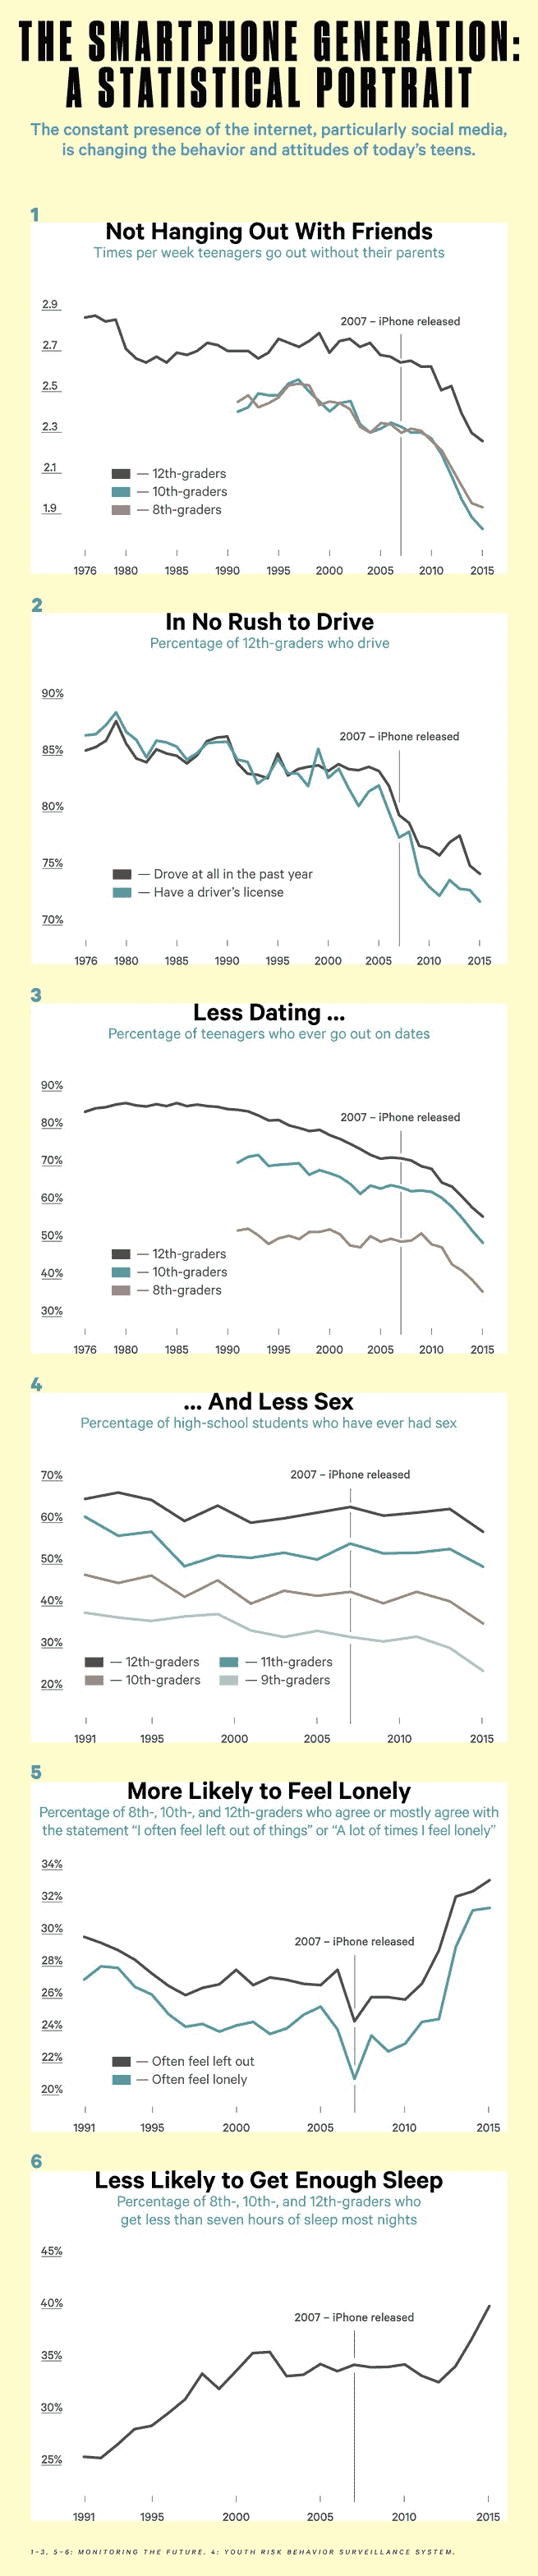 THE SMARTPHONE GENERATION:
A STATISTICAL PORTRAIT
The constant presence of the internet, particularly social media,
is changing the behavior and attitudes of today's teens.
1
Not Hanging Out With Friends
Times per week teenagers go out without their parents
2.9
2007 – iPhone released
2.7
2.5
2.3
2.1
— 12th-graders
— 10th-graders
— 8th-graders
1.9
1976 1980 1985 1990 1995 2000 2005 2010 2015
2
In No Rush to Drive
Percentage of 12th-graders who drive
90%
2007 – iPhone released
85%
80%
75%
— Drove at all in the past year
— Have a driver's license
70%
1976 1980 1985 1990 1995 2000 2005 2010 2015
3
Less Dating ...
Percentage of teenagers who ever go out on dates
90%
2007 – iPhone released
80%
70%
60%
50%
— 12th-graders
— 10th-graders
40%
— 8th-graders
30%
1976 1980 1985 1990 1995 2000 2005 2010 2015
4
... And Less Sex
Percentage of high-school students who have ever had sex
70%
2007 – iPhone released
60%
50%
40%
30%
— 12th-graders — 11th-graders
— 10th-graders — 9th-graders
20%
1991 1995 2000 2005 2010 2015
5
More Likely to Feel Lonely
Percentage of 8th-, 10th-, and 12th-graders who agree or mostly agree with
the statement “I often feel left out of things” or “A lot of times I feel lonely”
34%
32%
30%
2007 – iPhone released
28%
26%
24%
22%
— Often feel left out
— Often feel lonely
20%
1991 1995 2000 2005 2010 2015
6
Less Likely to Get Enough Sleep
Percentage of 8th-, 10th-, and 12th-graders who
get less than seven hours of sleep most nights
45%
40%
2007 – iPhone released
35%
30%
25%
1991 1995 2000 2005 2010 2015
1–3, 5–6: MONITORING THE FUTURE. 4: YOUTH RISK BEHAVIOR SURVEILLANCE SYSTEM.